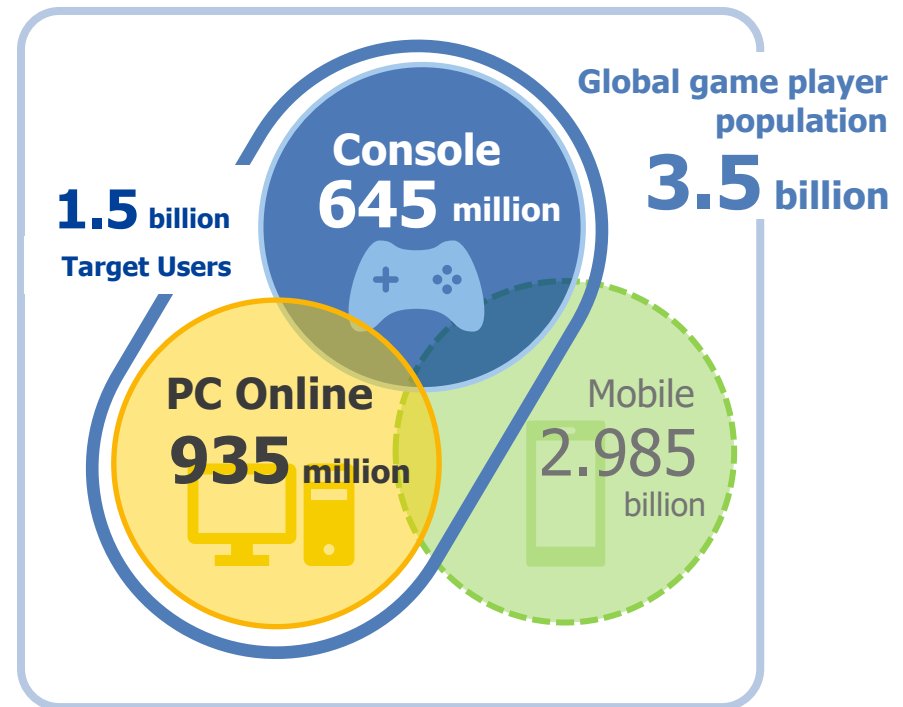 Global game player
population
3.5 billion
Console
645 million
1.5 billion
Target Users
PC Online
935 million
Mobile
2.985
billion